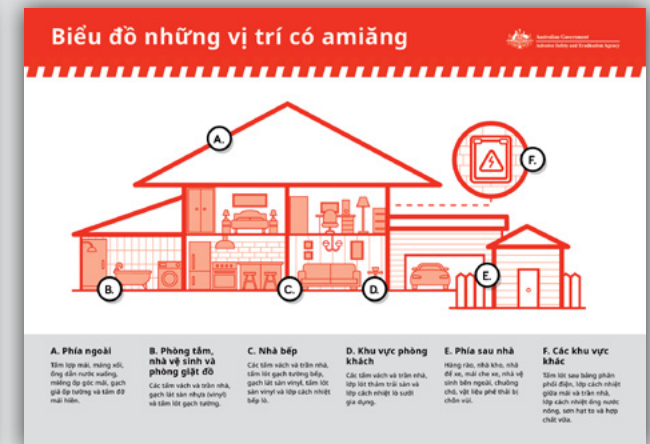 Biểu đồ những vị trí có amiăng
Australian Government
Asbestos Safety and Eradication Agency
A.
F.
E.
B.
C.
D.
A. Phía ngoài
Tấm lợp mái, máng xối,
ống dẫn nước xuống,
miếng ốp góc mái, gạch
giả ốp tường và tấm đỡ
mái hiên.
B. Phòng tắm,
nhà vệ sinh và
phòng giặt đồ
Các tấm vách và trần nhà,
gạch lát sàn nhựa (vinyl)
và tấm lót gạch tường.
C. Nhà bếp
Các tấm vách và trần nhà,
tấm lót gạch tường bếp,
gạch lát sàn vinyl, tấm lót
sàn vinyl và lớp cách nhiệt
bếp lò.
D. Khu vực phòng
khách
Các tấm vách và trần nhà,
lớp lót thảm trải sàn và
lớp cách nhiệt lò sưởi
gia dụng.
E. Phía sau nhà
Hàng rào, nhà kho, nhà
để xe, mái che xe, nhà vệ
sinh bên ngoài, chuồng
chó, vật liệu phế thải bị
chôn vùi.
F. Các khu vực
khác
Tấm lót sau bảng phân
phối điện, lớp cách nhiệt
giữa mái và trần nhà,
lớp cách nhiệt ống nước
nóng, sơn hạt to và hợp
chất vữa.